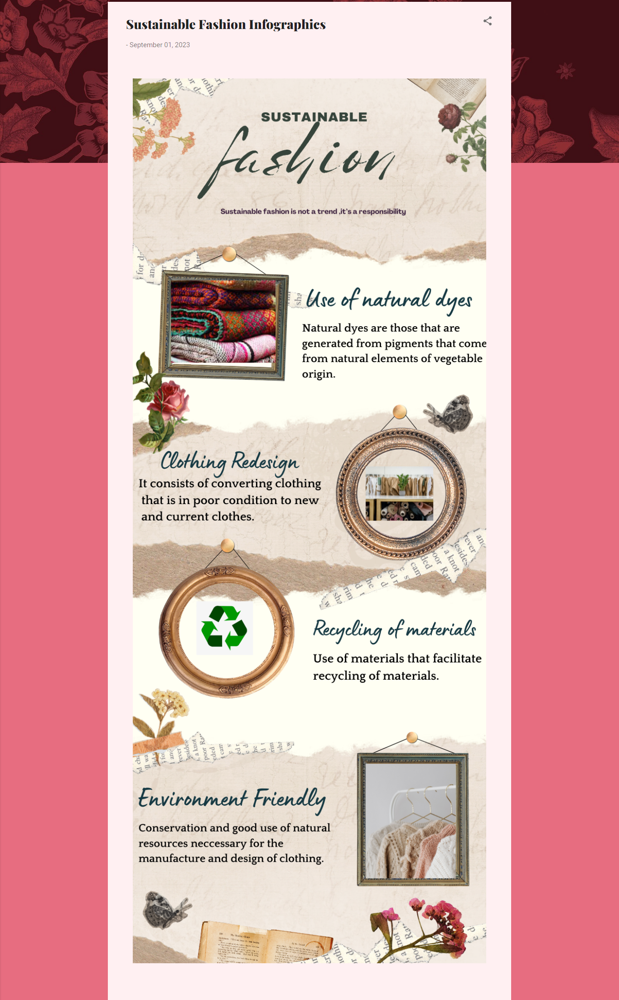 Sustainable Fashion Infographics
- September 01, 2023
SUSTAINABLE
fashion
Sustainable fashion is not a trend ,it's a responsibility
Use of natural dyes
Natural dyes are those that are
generated from pigments that come
from natural elements of vegetable
origin.
Clothing Redesign
It consists of converting clothing
that is in poor condition to new
and current clothes.
Recycling of materials
Use of materials that facilitate
recycling of materials.
Environment Friendly
Conservation and good use of natural
resources neccessary for the
manufacture and design of clothing.